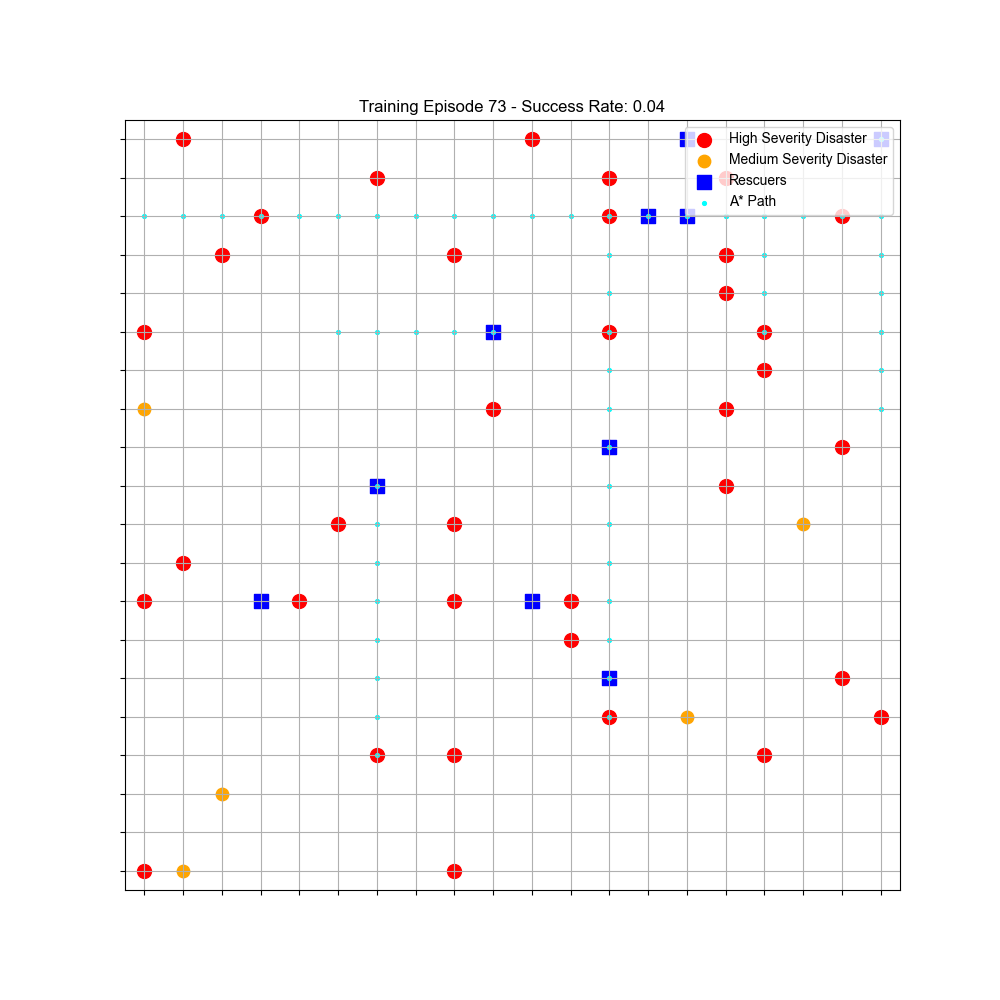 Training Episode 73 - Success Rate: 0.04
High Severity Disaster
Medium Severity Disaster
Rescuers
A* Path